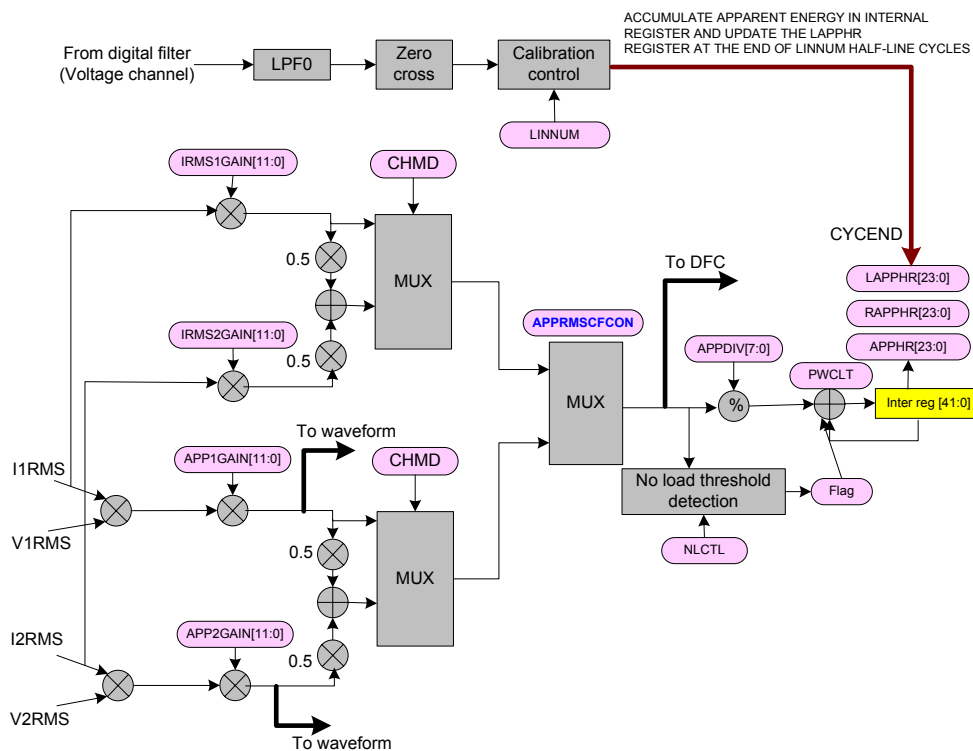 ACCUMULATE APPARENT ENERGY IN INTERNAL
REGISTER AND UPDATE THE LAPPHR
REGISTER AT THE END OF LINNUM HALF-LINE CYCLES
From digital filter
(Voltage channel)
LPF0
Zero
cross
Calibration
control
LINNUM
IRMS1GAIN[11:0]
CHMD
CYCEND
0.5
MUX
To DFC
LAPPHR[23:0]
RAPPHR[23:0]
APPRMSCFCON
IRMS2GAIN[11:0]
APPDIV[7:0]
APPHR[23:0]
0.5
PWCLT
MUX
%
Inter reg [41:0]
To waveform
APP1GAIN[11:0]
CHMD
I1RMS
No load threshold
detection
Flag
V1RMS
0.5
NLCTL
MUX
I2RMS
APP2GAIN[11:0]
0.5
V2RMS
To waveform